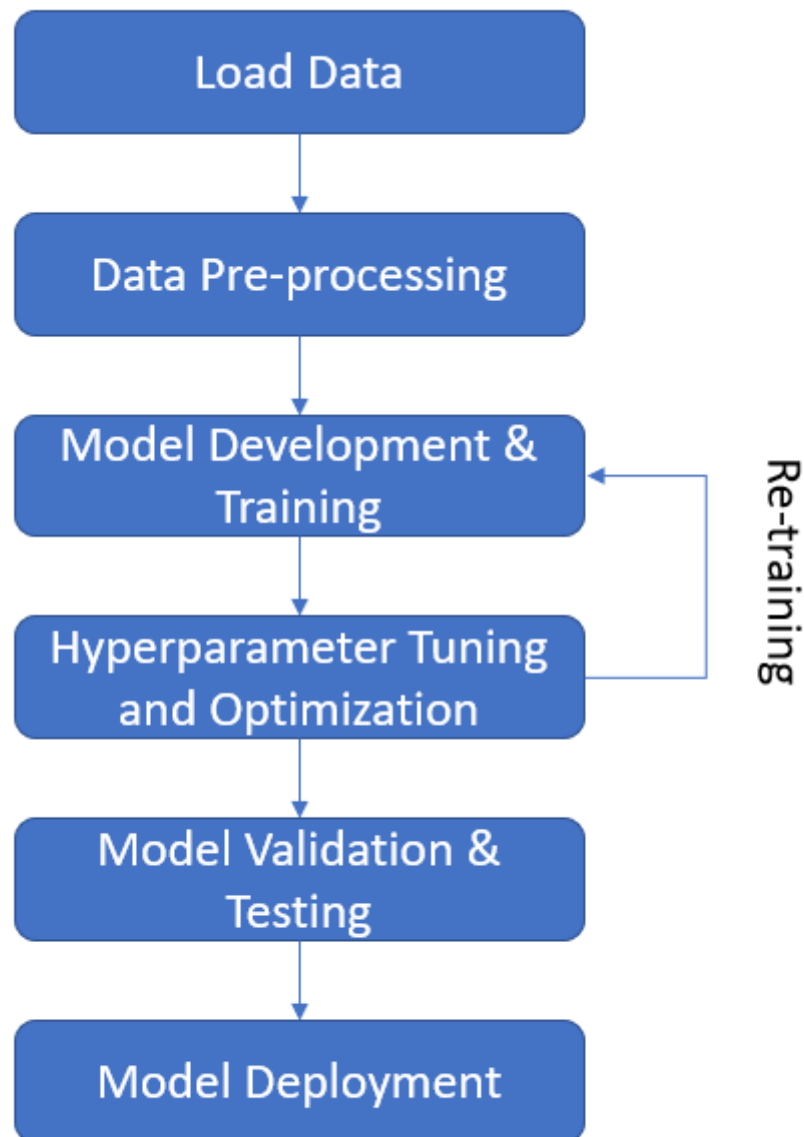 Load Data
Data Pre-processing
Model Development &
Training
Re-training
Hyperparameter Tuning
and Optimization
Model Validation &
Testing
Model Deployment